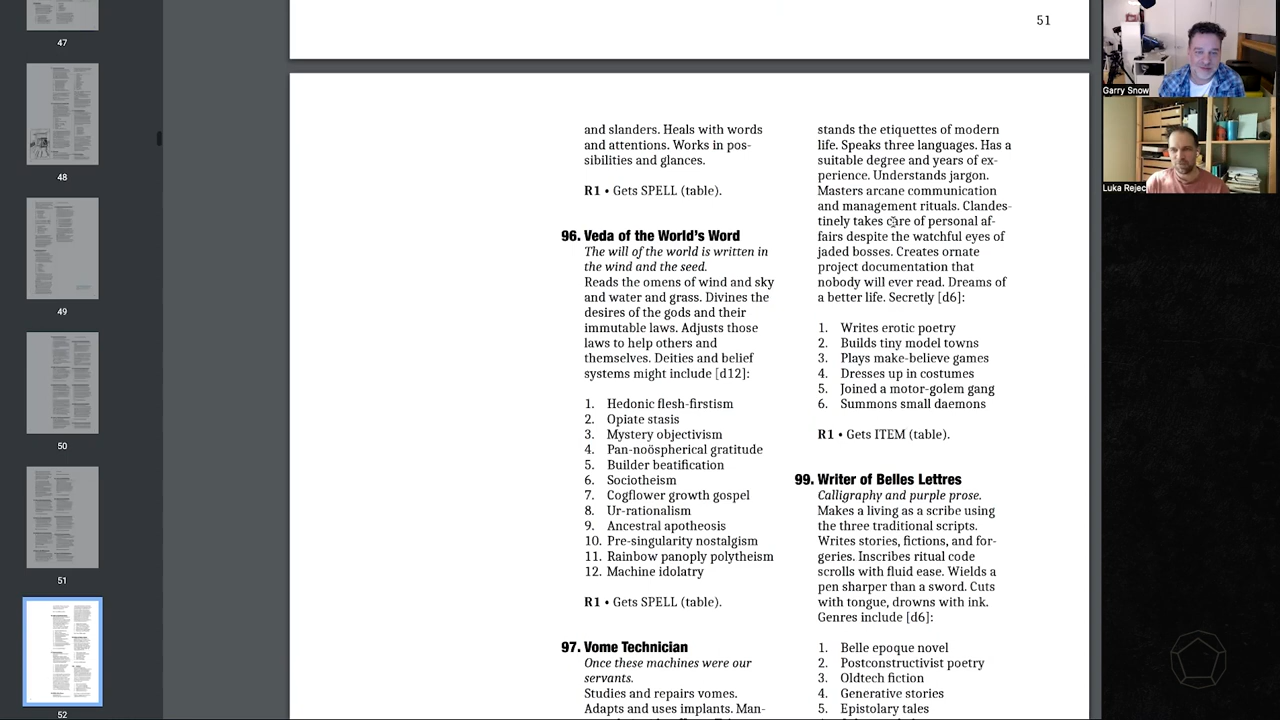 47
48
49
50
51
52
51
and slanders. Heals with words
and attentions. Works in pos-
sibilities and glances.
R1 • Gets SPELL (table).
96. Veda of the World's Word
The will of the world is written in
the wind and the seed.
Reads the omens of wind and sky
and water and grass. Divines the
desires of the gods and their
immutable laws. Adjusts those
laws to help others and
themselves. Deities and belief
systems might include [d12]:
1. Hedonic flesh-firstism
2. Opiate stasis
3. Mystery objectivism
4. Pan-noöspherical gratitude
5. Builder beatification
6. Sociotheism
7. Cogflower growth gospel
8. Ur-rationalism
9. Ancestral apotheosis
10. Pre-singularity nostalgism
11. Rainbow panoply polytheism
12. Machine idolatry
R1 • Gets SPELL (table).
97. Vome Technician
Once these machines were our
servants.
Studies and repairs vomes.
Adapts and uses implants. Man-
stands the etiquettes of modern
life. Speaks three languages. Has a
suitable degree and years of ex-
perience. Understands jargon.
Masters arcane communication
and management rituals. Clandes-
tinely takes care of personal af-
fairs despite the watchful eyes of
jaded bosses. Creates ornate
project documentation that
nobody will ever read. Dreams of
a better life. Secretly [d6]:
1. Writes erotic poetry
2. Builds tiny model towns
3. Plays make-believe games
4. Dresses up in costumes
5. Joined a motor-golem gang
6. Summons small daemons
R1 • Gets ITEM (table).
99. Writer of Belles Lettres
Calligraphy and purple prose.
Makes a living as a scribe using
the three traditional scripts.
Writes stories, fictions, and for-
geries. Inscribes ritual code
scrolls with fluid ease. Wields a
pen sharper than a sword. Cuts
with tongue, drowns with ink.
Genres include [d6]:
1. Belle epoque novel
2. Postconstructivist poetry
3. Oldtech fiction
4. Generative stories
5. Epistolary tales
Garry Snow
Luka Rejec